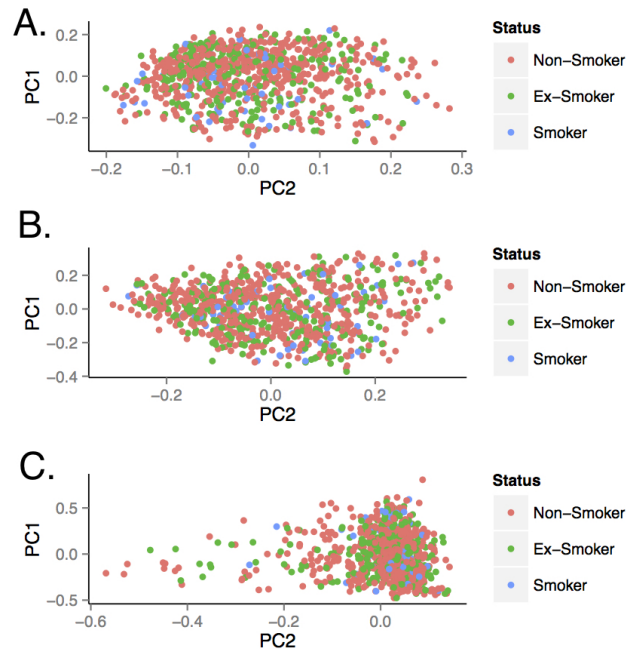 A.
Status
0.2
0.0
−0.2
PC1
Non−Smoker
Ex−Smoker
Smoker
−0.2 −0.1 0.0 0.1 0.2 0.3
PC2
B.
Status
0.2
0.0
−0.2
−0.4
PC1
Non−Smoker
Ex−Smoker
Smoker
−0.2 0.0 0.2
PC2
C.
Status
0.5
0.0
−0.5
PC1
Non−Smoker
Ex−Smoker
Smoker
−0.6 −0.4 −0.2 0.0
PC2